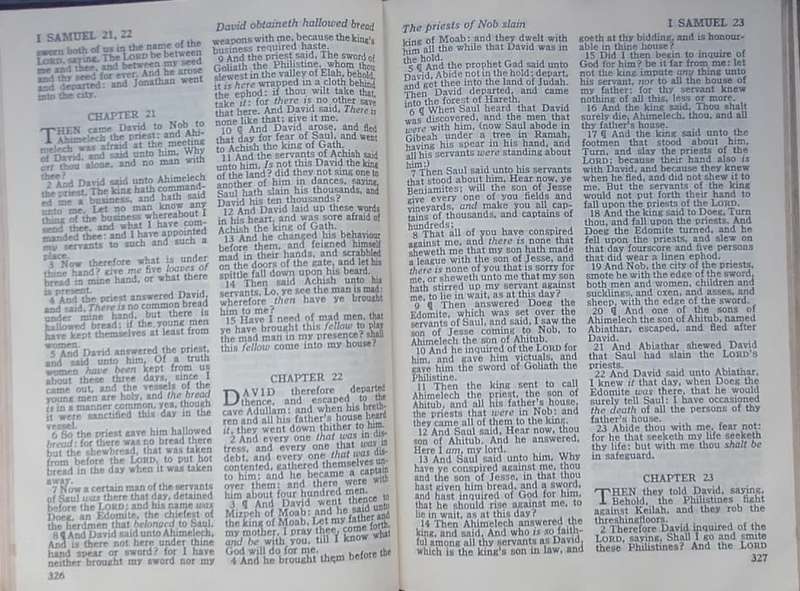 I SAMUEL 21, 22
David obtaineth hallowed bread
sworn both of us in the name of the
LORD, saying, The LORD be between
me and thee, and between my seed
and thy seed for ever. And he arose
and departed: and Jonathan went
into the city.
CHAPTER 21
THEN came David to Nob to
Ahimelech the priest: and Ahi-
melech was afraid at the meeting
of David, and said unto him, Why
art thou alone, and no man with
thee?
2 And David said unto Ahimelech
the priest, The king hath command-
ed me a business, and hath said
unto me, Let no man know any
thing of the business whereabout I
send thee, and what I have com-
manded thee: and I have appointed
my servants to such and such a
place.
3 Now therefore what is under
thine hand? give me five loaves of
bread in mine hand, or what there
is present.
4 And the priest answered David,
and said, There is no common bread
under mine hand, but there is
hallowed bread; if the young men
have kept themselves at least from
women.
5 And David answered the priest,
and said unto him, Of a truth
women have been kept from us
about these three days, since I
came out, and the vessels of the
young men are holy, and the bread
is in a manner common, yea, though
it were sanctified this day in the
vessel.
6 So the priest gave him hallowed
bread: for there was no bread there
but the shewbread, that was taken
from before the LORD, to put hot
bread in the day when it was taken
away.
7 Now a certain man of the servants
of Saul was there that day, detained
before the LORD; and his name was
Doeg, an Edomite, the chiefest of
the herdmen that belonged to Saul.
8 ¶ And David said unto Ahimelech,
And is there not here under thine
hand spear or sword? for I have
neither brought my sword nor my
326
weapons with me, because the king's
business required haste.
9 And the priest said, The sword of
Goliath the Philistine, whom thou
slewest in the valley of Elah, behold,
it is here wrapped in a cloth behind
the ephod: if thou wilt take that,
take it: for there is no other save
that here. And David said, There is
none like that; give it me.
10 ¶ And David arose, and fled
that day for fear of Saul, and went
to Achish the king of Gath.
11 And the servants of Achish said
unto him, Is not this David the king
of the land? did they not sing one to
another of him in dances, saying,
Saul hath slain his thousands, and
David his ten thousands?
12 And David laid up these words
in his heart, and was sore afraid of
Achish the king of Gath.
13 And he changed his behaviour
before them, and feigned himself
mad in their hands, and scrabbled
on the doors of the gate, and let his
spittle fall down upon his beard.
14 Then said Achish unto his
servants, Lo, ye see the man is mad:
wherefore then have ye brought
him to me?
15 Have I need of mad men, that
ye have brought this fellow to play
the mad man in my presence? shall
this fellow come into my house?
CHAPTER 22
DAVID therefore departed
thence, and escaped to the
cave Adullam: and when his breth-
ren and all his father's house heard
it, they went down thither to him.
2 And every one that was in dis-
tress, and every one that was in
debt, and every one that was dis-
contented, gathered themselves un-
to him; and he became a captain
over them: and there were with
him about four hundred men.
3 ¶ And David went thence to
Mizpeh of Moab: and he said unto
the king of Moab, Let my father and
my mother, I pray thee, come forth,
and be with you, till I know what
God will do for me.
4 And he brought them before the
The priests of Nob slain
I SAMUEL 23
king of Moab: and they dwelt with
him all the while that David was in
the hold.
5 ¶ And the prophet Gad said unto
David, Abide not in the hold; depart,
and get thee into the land of Judah.
Then David departed, and came
into the forest of Hareth.
6 ¶ When Saul heard that David
was discovered, and the men that
were with him, (now Saul abode in
Gibeah under a tree in Ramah,
having his spear in his hand, and
all his servants were standing about
him;)
7 Then Saul said unto his servants
that stood about him, Hear now, ye
Benjamites; will the son of Jesse
give every one of you fields and
vineyards, and make you all cap-
tains of thousands, and captains of
hundreds;
8 That all of you have conspired
against me, and there is none that
sheweth me that my son hath made
a league with the son of Jesse, and
there is none of you that is sorry for
me, or sheweth unto me that my son
hath stirred up my servant against
me, to lie in wait, as at this day?
9 ¶ Then answered Doeg the
Edomite, which was set over the
servants of Saul, and said, I saw the
son of Jesse coming to Nob, to
Ahimelech the son of Ahitub.
10 And he inquired of the LORD for
him, and gave him victuals, and
gave him the sword of Goliath the
Philistine.
11 Then the king sent to call
Ahimelech the priest, the son of
Ahitub, and all his father's house,
the priests that were in Nob: and
they came all of them to the king.
12 And Saul said, Hear now, thou
son of Ahitub. And he answered,
Here I am, my lord.
13 And Saul said unto him, Why
have ye conspired against me, thou
and the son of Jesse, in that thou
hast given him bread, and a sword,
and hast inquired of God for him,
that he should rise against me, to
lie in wait, as at this day?
14 Then Ahimelech answered the
king, and said, And who is so faith-
ful among all thy servants as David,
which is the king's son in law, and
goeth at thy bidding, and is honour-
able in thine house?
15 Did I then begin to inquire of
God for him? be it far from me: let
not the king impute any thing unto
his servant, nor to all the house of
my father: for thy servant knew
nothing of all this, less or more.
16 And the king said, Thou shalt
surely die, Ahimelech, thou, and all
thy father's house.
17 ¶ And the king said unto the
footmen that stood about him,
Turn, and slay the priests of the
LORD; because their hand also is
with David, and because they knew
when he fled, and did not shew it to
me. But the servants of the king
would not put forth their hand to
fall upon the priests of the LORD.
18 And the king said to Doeg, Turn
thou, and fall upon the priests. And
Doeg the Edomite turned, and he
fell upon the priests, and slew on
that day fourscore and five persons
that did wear a linen ephod.
19 And Nob, the city of the priests,
smote he with the edge of the sword,
both men and women, children and
sucklings, and oxen, and asses, and
sheep, with the edge of the sword.
20 ¶ And one of the sons of
Ahimelech the son of Ahitub, named
Abiathar, escaped, and fled after
David.
21 And Abiathar shewed David
that Saul had slain the LORD'S
priests.
22 And David said unto Abiathar,
I knew it that day, when Doeg the
Edomite was there, that he would
surely tell Saul: I have occasioned
the death of all the persons of thy
father's house.
23 Abide thou with me, fear not:
for he that seeketh my life seeketh
thy life: but with me thou shalt be
in safeguard.
CHAPTER 23
THEN they told David, saying,
Behold, the Philistines fight
against Keilah, and they rob the
threshingfloors.
2 Therefore David inquired of the
LORD, saying, Shall I go and smite
these Philistines? And the LORD
327